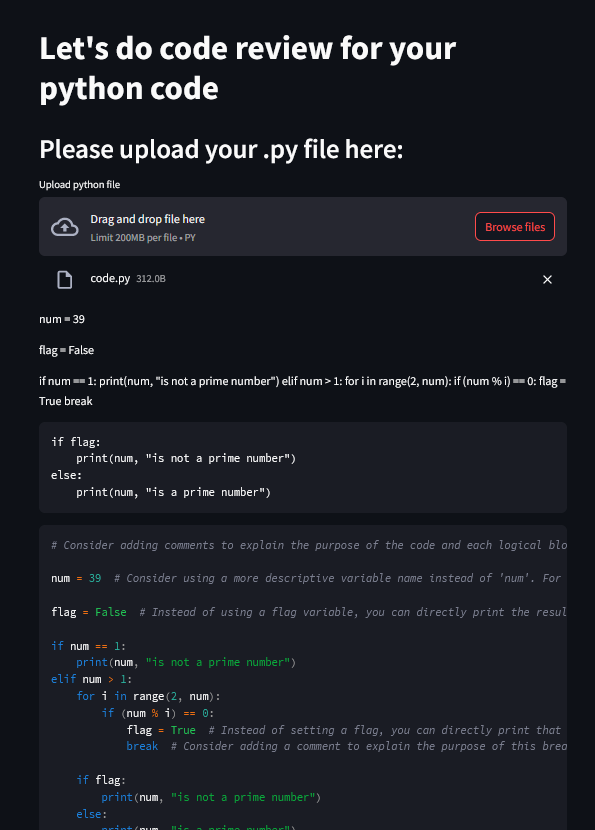 Let's do code review for your
python code
Please upload your .py file here:
Upload python file
Drag and drop file here
Limit 200MB per file • PY
Browse files
code.py 312.0B
num = 39
flag = False
if num == 1: print(num, "is not a prime number") elif num > 1: for i in range(2, num): if (num % i) == 0: flag =
True break
if flag:
    print(num, "is not a prime number")
else:
    print(num, "is a prime number")
# Consider adding comments to explain the purpose of the code and each logical blo
num = 39  # Consider using a more descriptive variable name instead of 'num'. For
flag = False  # Instead of using a flag variable, you can directly print the resul
if num == 1:
    print(num, "is not a prime number")
elif num > 1:
    for i in range(2, num):
        if (num % i) == 0:
            flag = True  # Instead of setting a flag, you can directly print that
            break  # Consider adding a comment to explain the purpose of this brea
    if flag:
        print(num, "is not a prime number")
    else:
        print(num, "is a prime number")